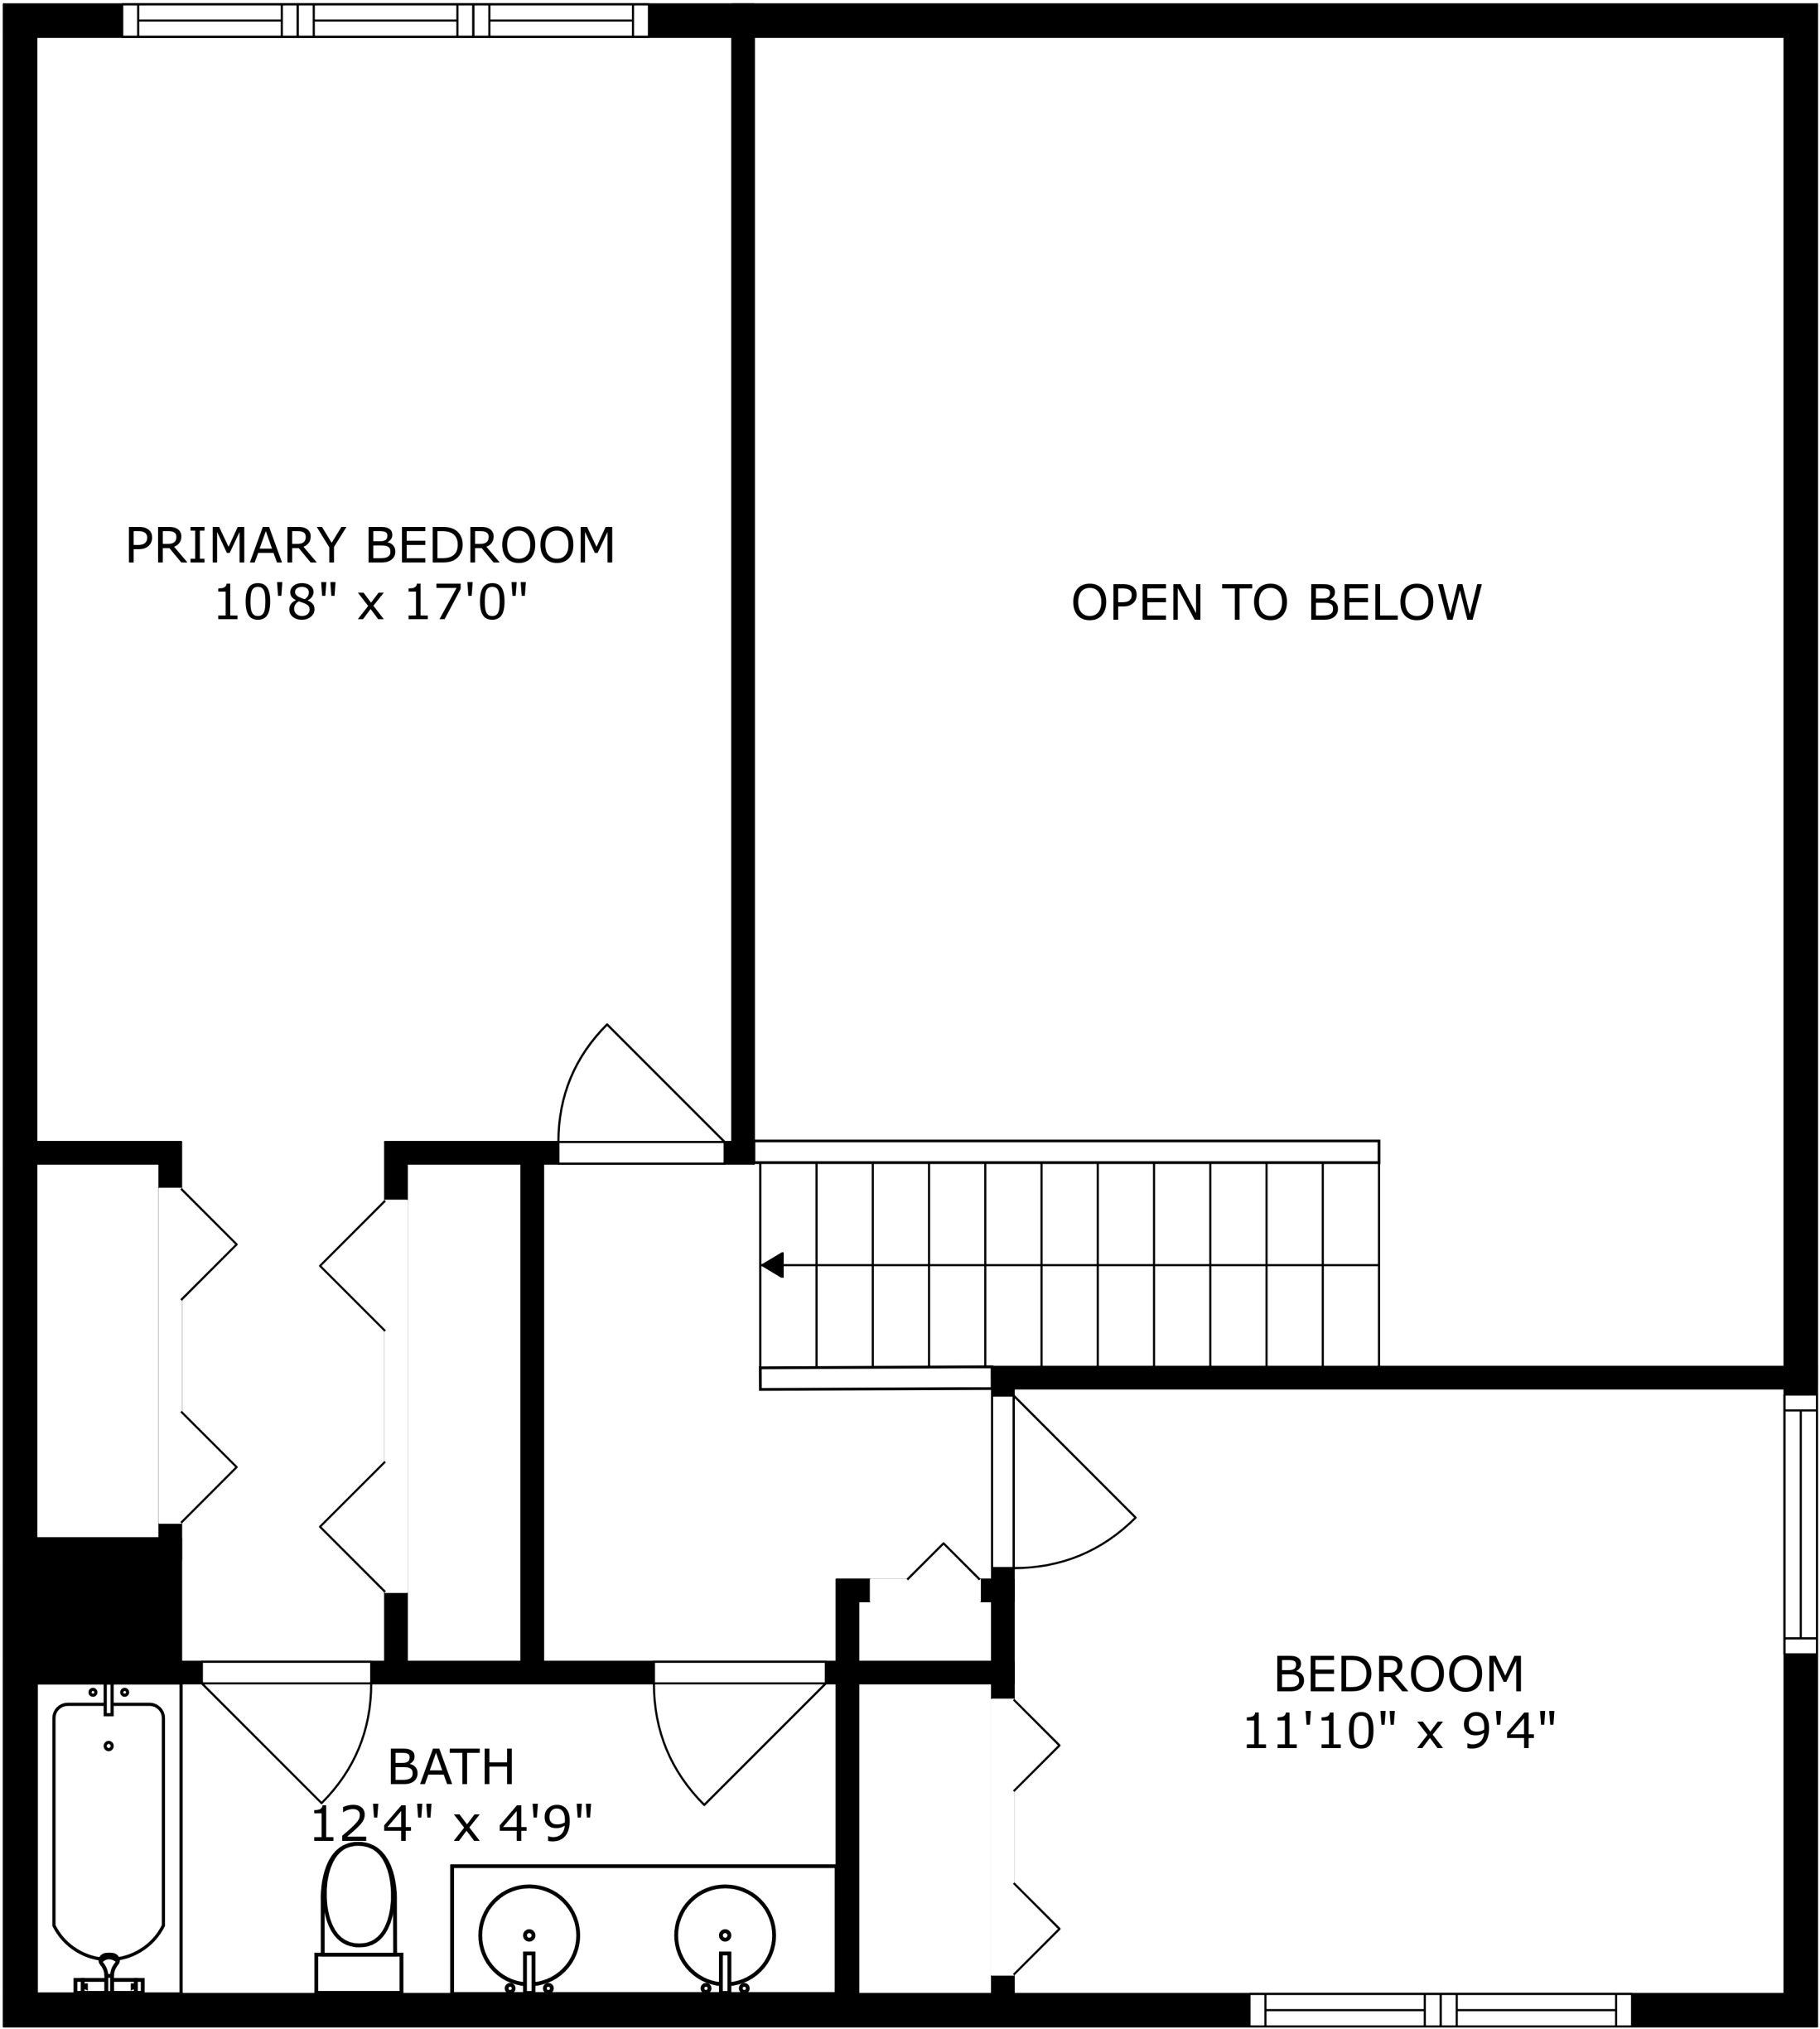 PRIMARY BEDROOM
10'8" x 17'0"
OPEN TO BELOW
BEDROOM
11'10" x 9'4"
BATH
12'4" x 4'9"